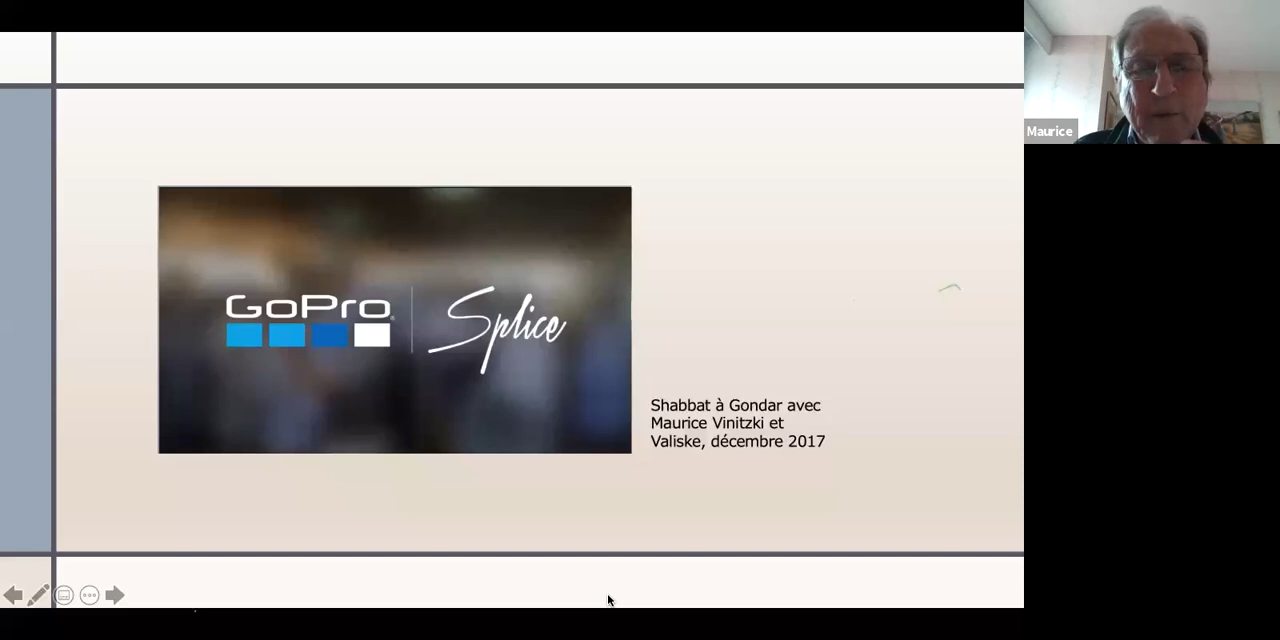 Maurice
GoPro
Splice
Shabbat à Gondar avec
Maurice Vinitzki et
Valiske, décembre 2017